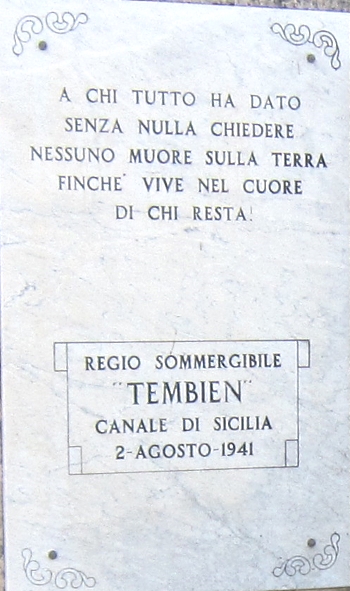 A CHI TUTTO HA DATO
SENZA NULLA CHIEDERE
NESSUNO MUORE SULLA TERRA
FINCHE' VIVE NEL CUORE
DI CHI RESTA!
REGIO SOMMERGIBILE
"TEMBIEN"
CANALE DI SICILIA
2-AGOSTO-1941